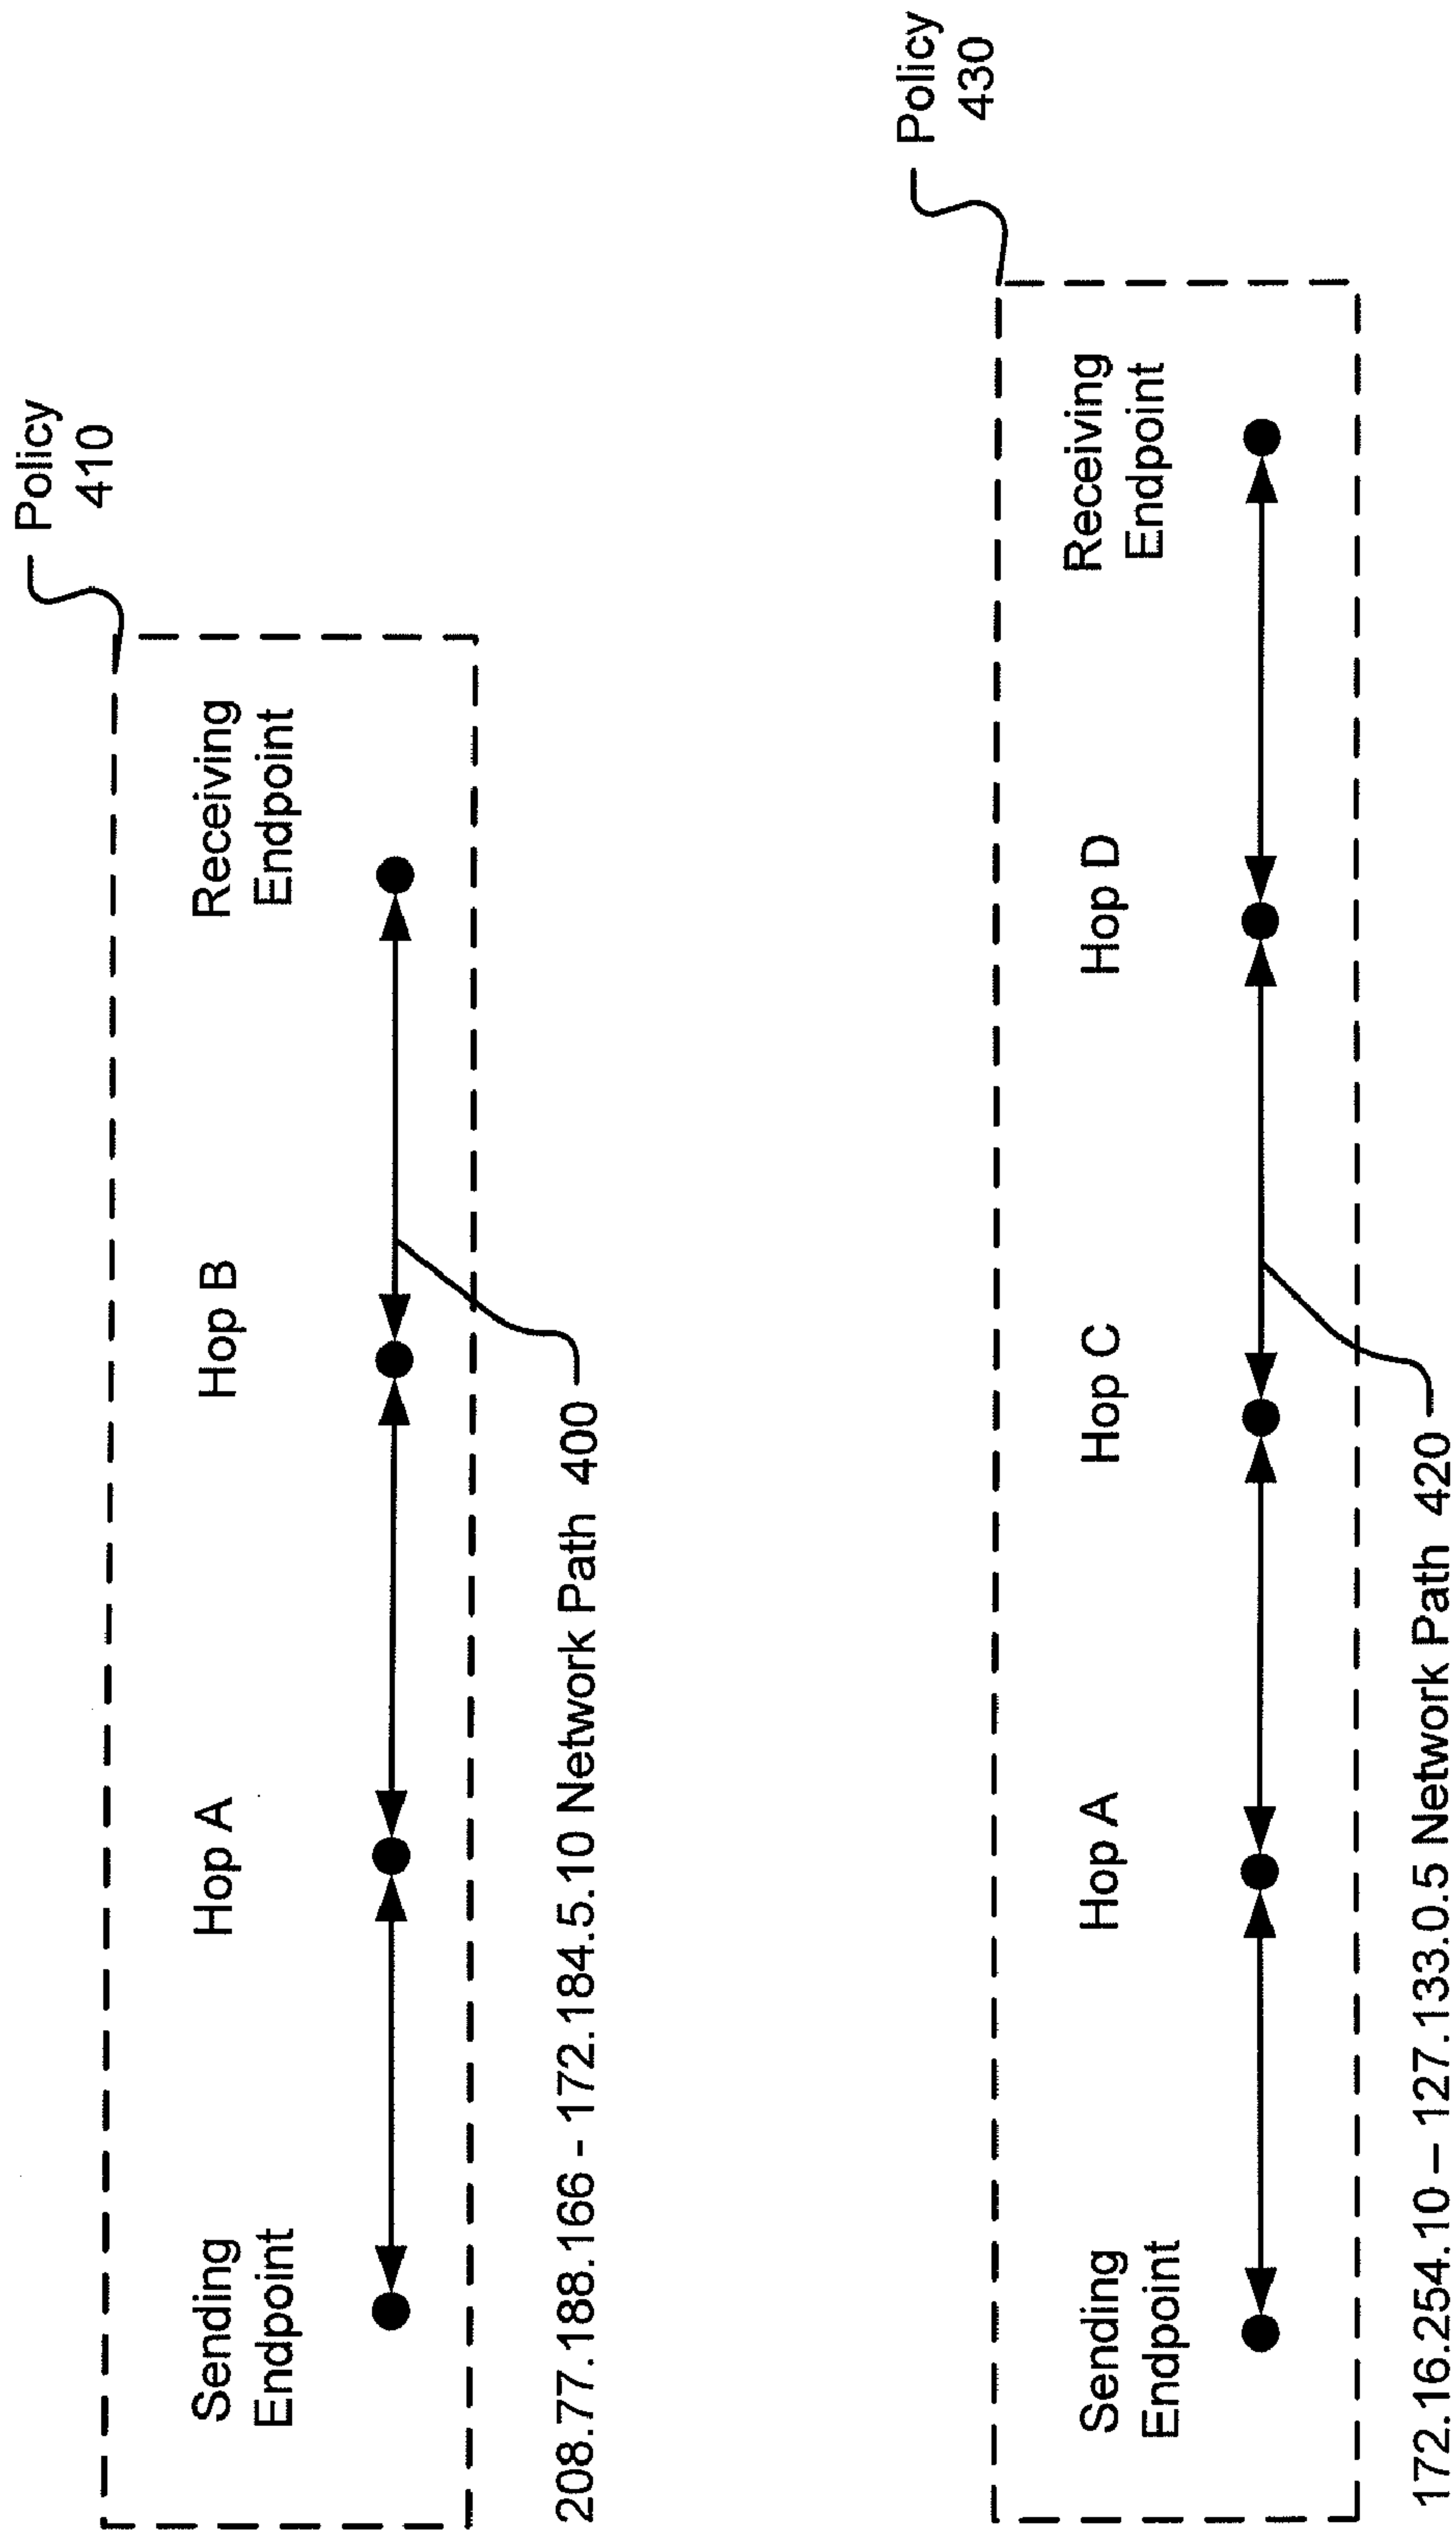 Policy
410
Sending
Endpoint
Hop A
Hop B
Receiving
Endpoint
208.77.188.166 - 172.184.5.10 Network Path 400
Policy
430
Sending
Endpoint
Hop A
Hop C
Hop D
Receiving
Endpoint
172.16.254.10 – 127.133.0.5 Network Path 420